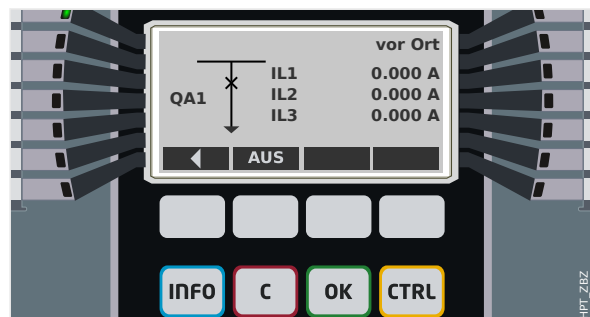 vor Ort
IL1 0.000 A
QA1 IL2 0.000 A
IL3 0.000 A
AUS
INFO C OK CTRL
HPT_ZBZ